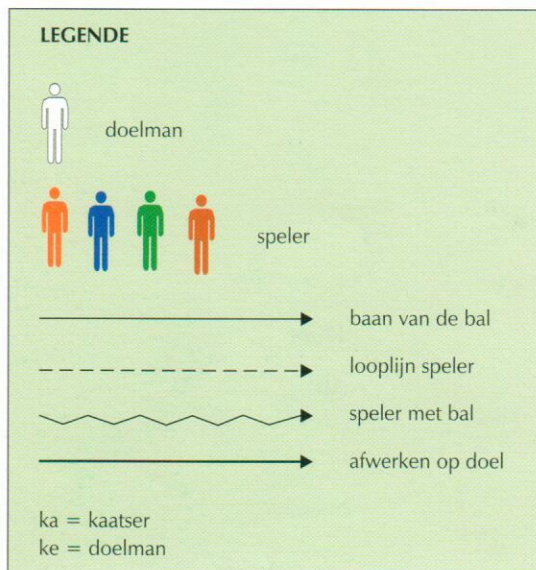 LEGENDE
doelman
speler
baan van de bal
looplijn speler
speler met bal
afwerken op doel
ka = kaatser
ke = doelman